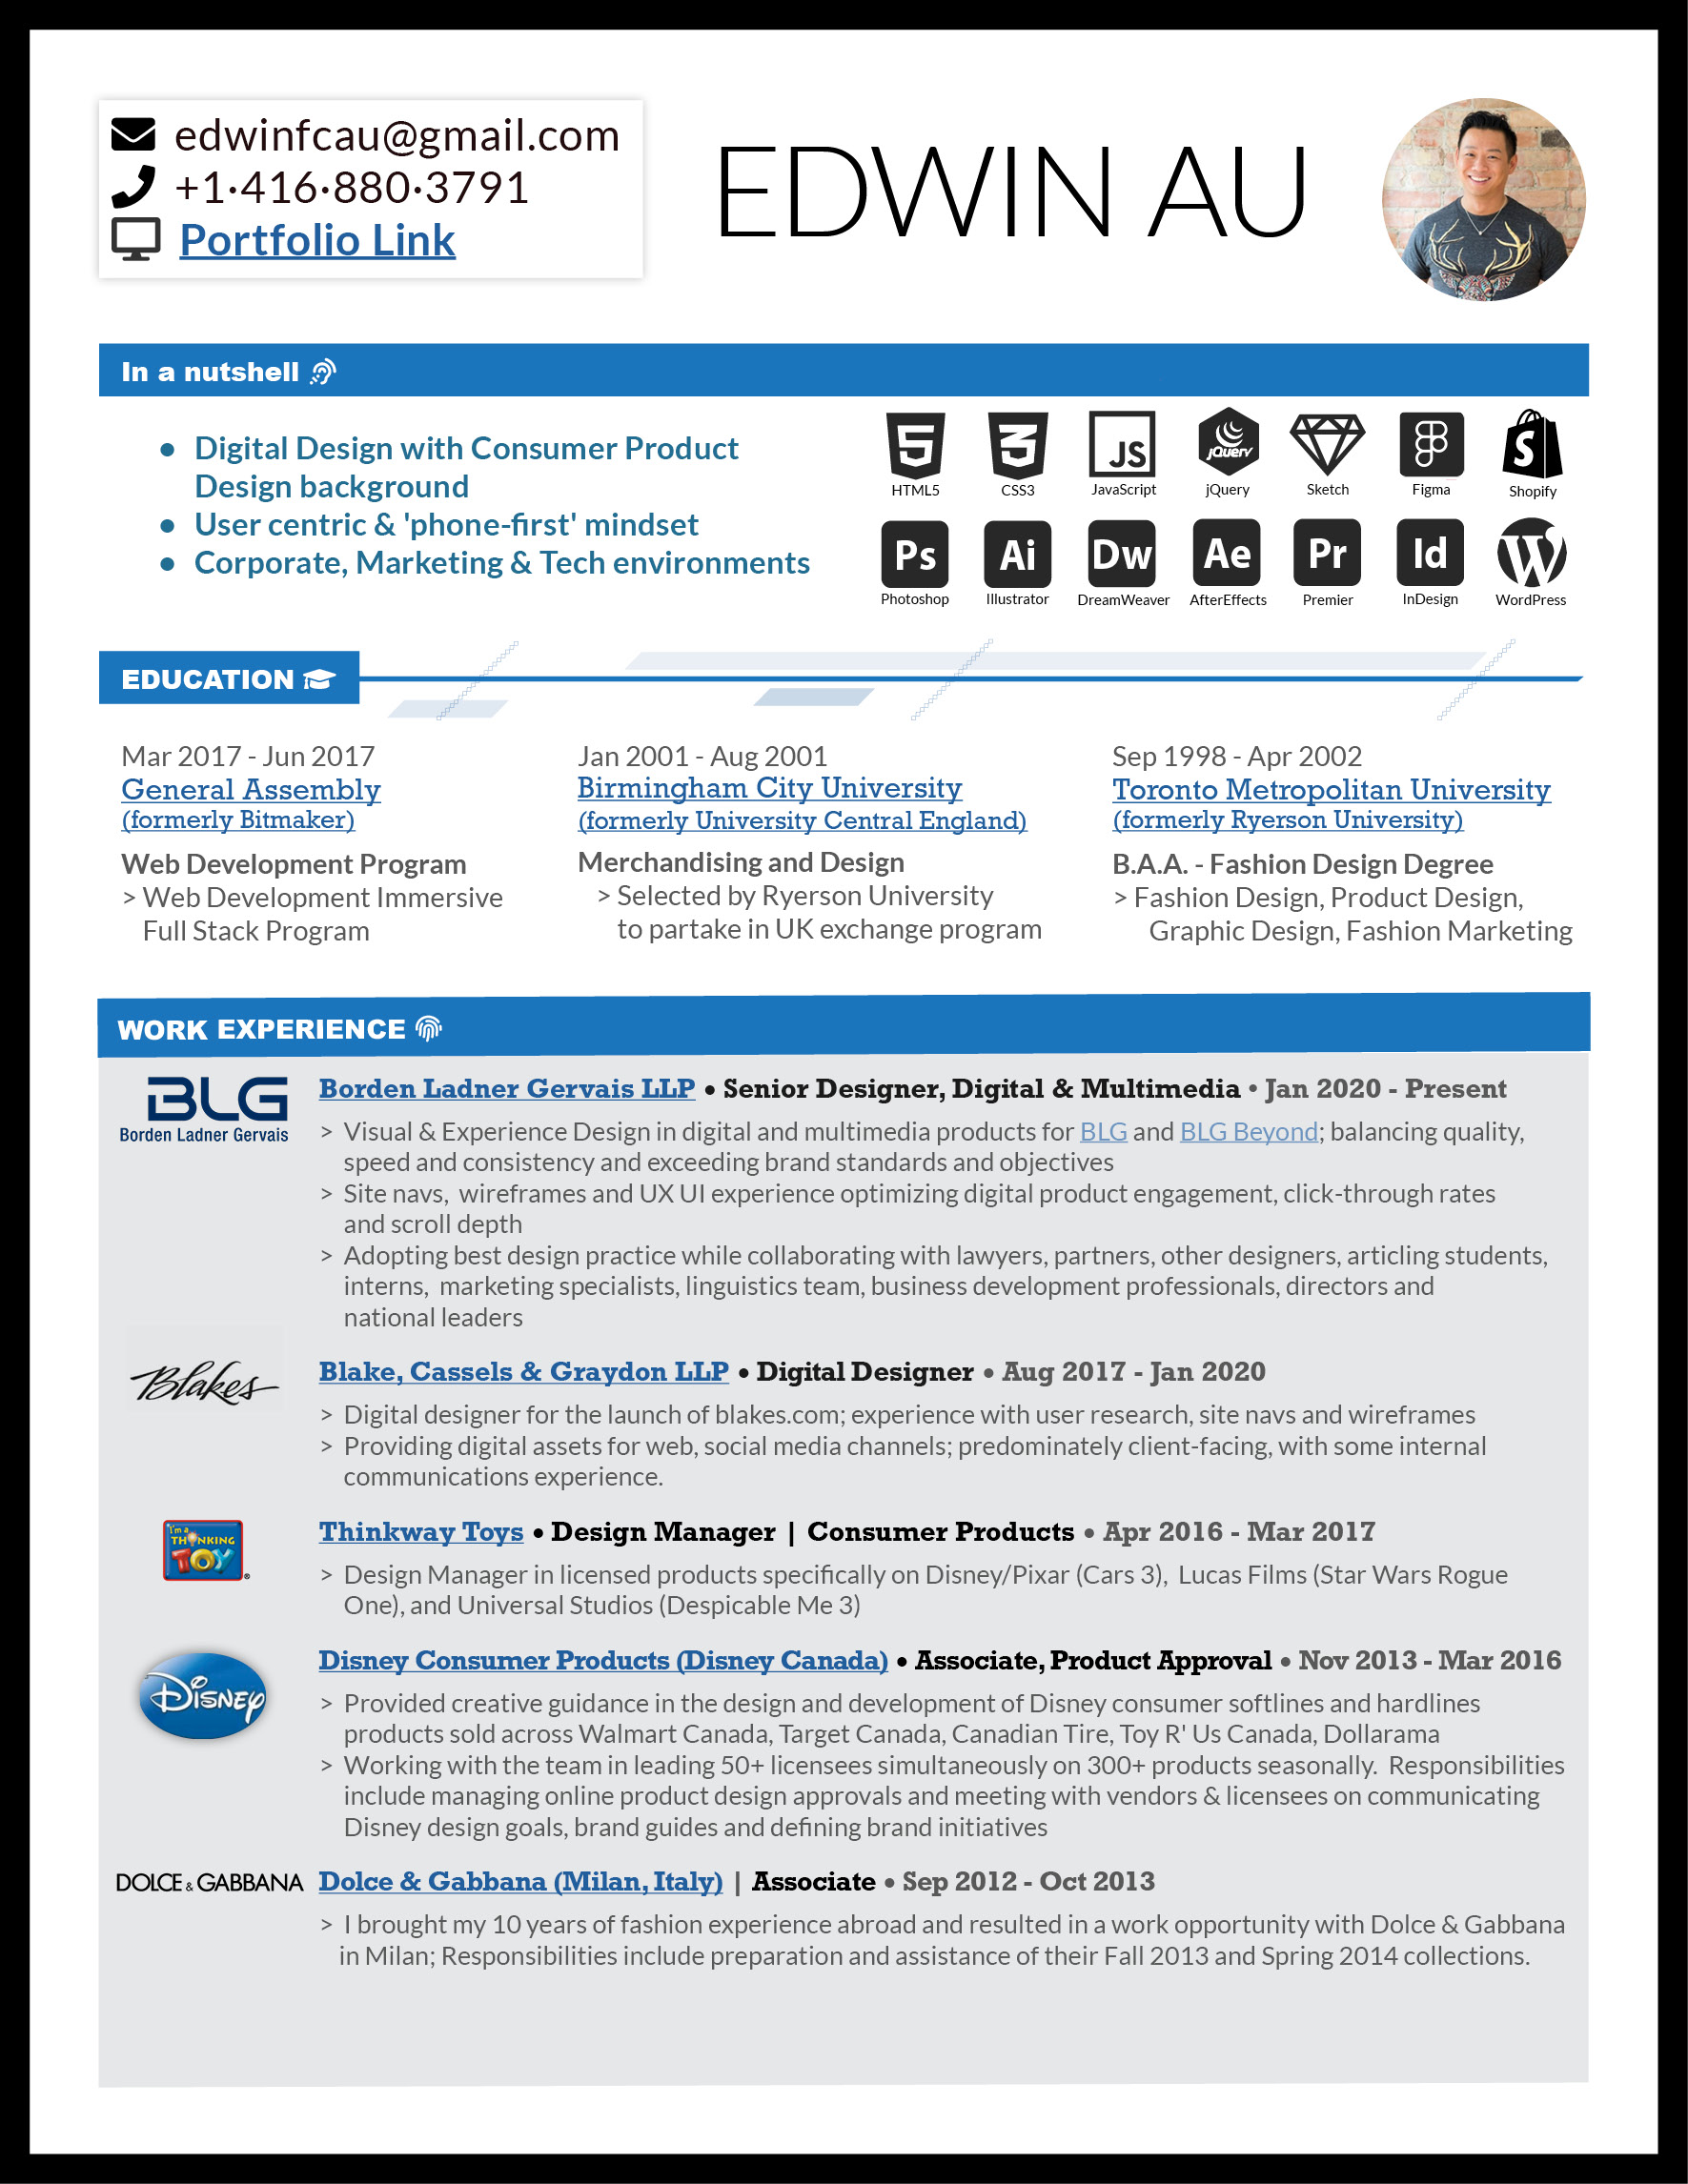 edwinfcau@gmail.com
+1·416·880·3791
Portfolio Link
EDWIN AU
In a nutshell
• Digital Design with Consumer Product
Design background
• User centric & 'phone-first' mindset
• Corporate, Marketing & Tech environments
HTML5 CSS3 JS JavaScript jQuery jQuery Sketch Figma S Shopify
Ps Ai Dw Ae Pr Id W
Photoshop Illustrator DreamWeaver AfterEffects Premier InDesign WordPress
EDUCATION
Mar 2017 - Jun 2017
General Assembly
(formerly Bitmaker)
Web Development Program
> Web Development Immersive
Full Stack Program
Jan 2001 - Aug 2001
Birmingham City University
(formerly University Central England)
Merchandising and Design
> Selected by Ryerson University
to partake in UK exchange program
Sep 1998 - Apr 2002
Toronto Metropolitan University
(formerly Ryerson University)
B.A.A. - Fashion Design Degree
> Fashion Design, Product Design,
Graphic Design, Fashion Marketing
WORK EXPERIENCE
BLG
Borden Ladner Gervais
Borden Ladner Gervais LLP • Senior Designer, Digital & Multimedia • Jan 2020 - Present
> Visual & Experience Design in digital and multimedia products for BLG and BLG Beyond; balancing quality,
speed and consistency and exceeding brand standards and objectives
> Site navs, wireframes and UX UI experience optimizing digital product engagement, click-through rates
and scroll depth
> Adopting best design practice while collaborating with lawyers, partners, other designers, articling students,
interns, marketing specialists, linguistics team, business development professionals, directors and
national leaders
Blakes
Blake, Cassels & Graydon LLP • Digital Designer • Aug 2017 - Jan 2020
> Digital designer for the launch of blakes.com; experience with user research, site navs and wireframes
> Providing digital assets for web, social media channels; predominately client-facing, with some internal
communications experience.
I'm a
THINKING
TOY
®
Thinkway Toys • Design Manager | Consumer Products • Apr 2016 - Mar 2017
> Design Manager in licensed products specifically on Disney/Pixar (Cars 3), Lucas Films (Star Wars Rogue
One), and Universal Studios (Despicable Me 3)
DISNEY
Disney Consumer Products (Disney Canada) • Associate, Product Approval • Nov 2013 - Mar 2016
> Provided creative guidance in the design and development of Disney consumer softlines and hardlines
products sold across Walmart Canada, Target Canada, Canadian Tire, Toy R' Us Canada, Dollarama
> Working with the team in leading 50+ licensees simultaneously on 300+ products seasonally. Responsibilities
include managing online product design approvals and meeting with vendors & licensees on communicating
Disney design goals, brand guides and defining brand initiatives
DOLCE & GABBANA
Dolce & Gabbana (Milan, Italy) | Associate • Sep 2012 - Oct 2013
> I brought my 10 years of fashion experience abroad and resulted in a work opportunity with Dolce & Gabbana
in Milan; Responsibilities include preparation and assistance of their Fall 2013 and Spring 2014 collections.